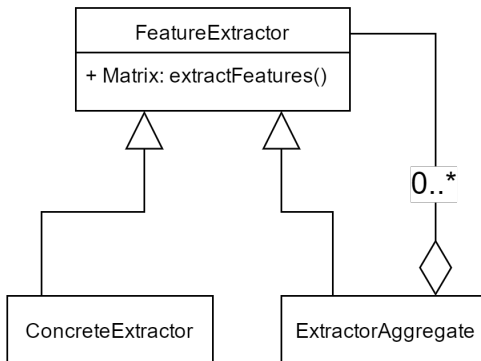 FeatureExtractor
+ Matrix: extractFeatures()
0..*
ConcreteExtractor
ExtractorAggregate